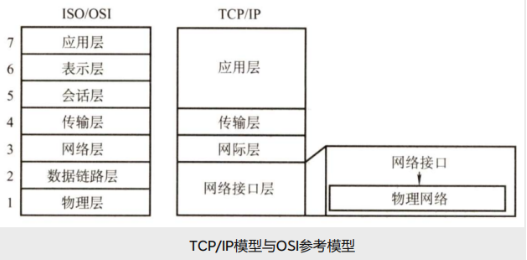 ISO/OSI TCP/IP
7 应用层
6 表示层 应用层
5 会话层
4 传输层 传输层
3 网络层 网际层
网络接口
2 数据链路层
网络接口层
物理网络
1 物理层
TCP/IP模型与OSI参考模型